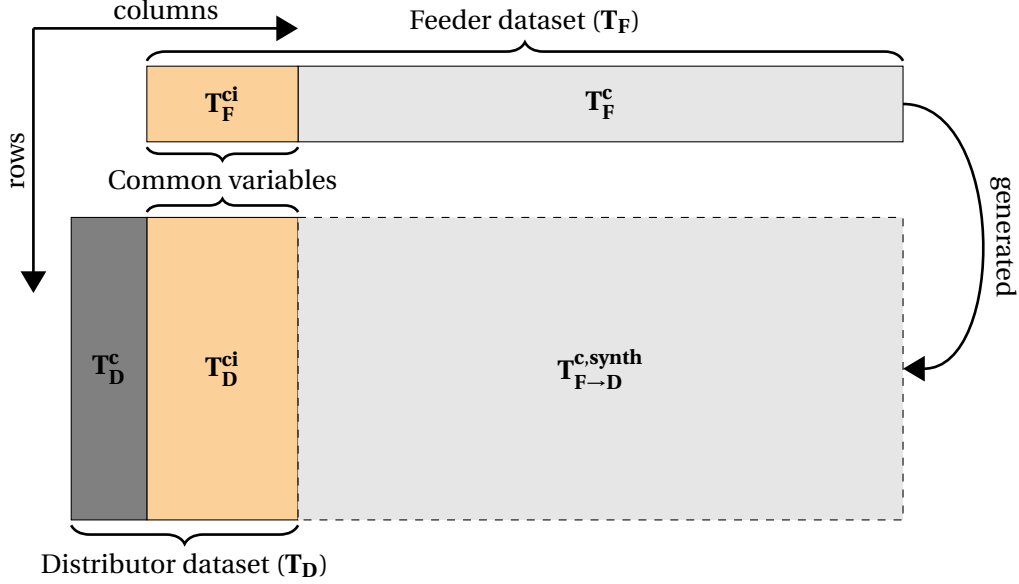 columns
Feeder dataset (T_F)
T_F^ci
T_F^c
rows
Common variables
generated
T_D^c
T_D^ci
T_F→D^c,synth
Distributor dataset (T_D)